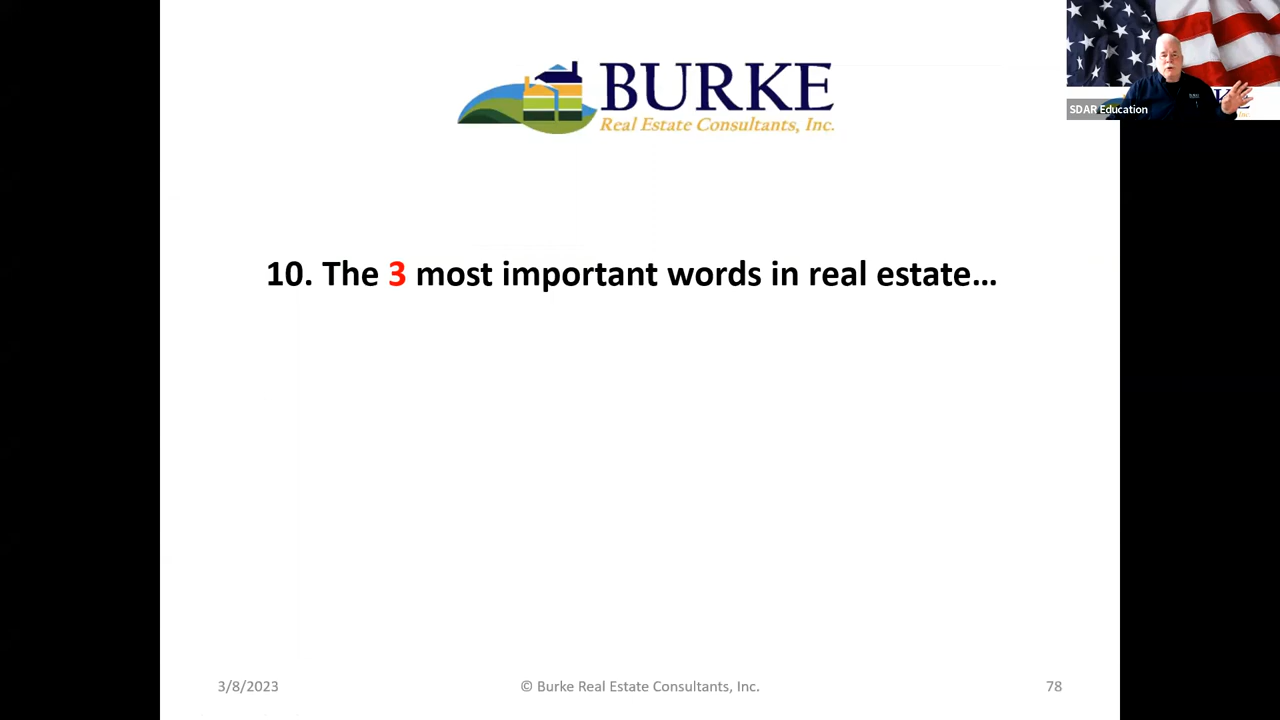 BURKE
Real Estate Consultants, Inc.
SDAR Education
10. The 3 most important words in real estate…
3/8/2023
© Burke Real Estate Consultants, Inc.
78